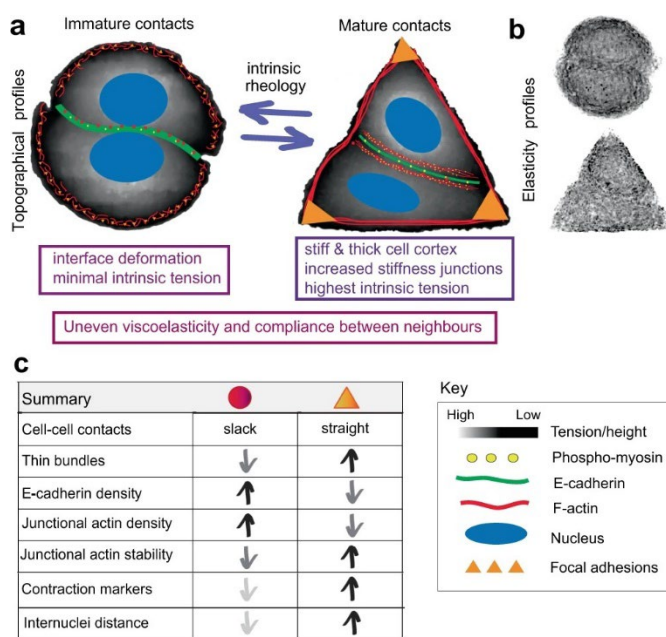 a
Immature contacts
Mature contacts
b
Topographical profiles
intrinsic
rheology
Elasticity profiles
interface deformation
minimal intrinsic tension
stiff & thick cell cortex
increased stiffness junctions
highest intrinsic tension
Uneven viscoelasticity and compliance between neighbours
c
Summary
Cell-cell contacts slack straight
Thin bundles
E-cadherin density
Junctional actin density
Junctional actin stability
Contraction markers
Internuclei distance
Key
High Low
Tension/height
Phospho-myosin
E-cadherin
F-actin
Nucleus
Focal adhesions